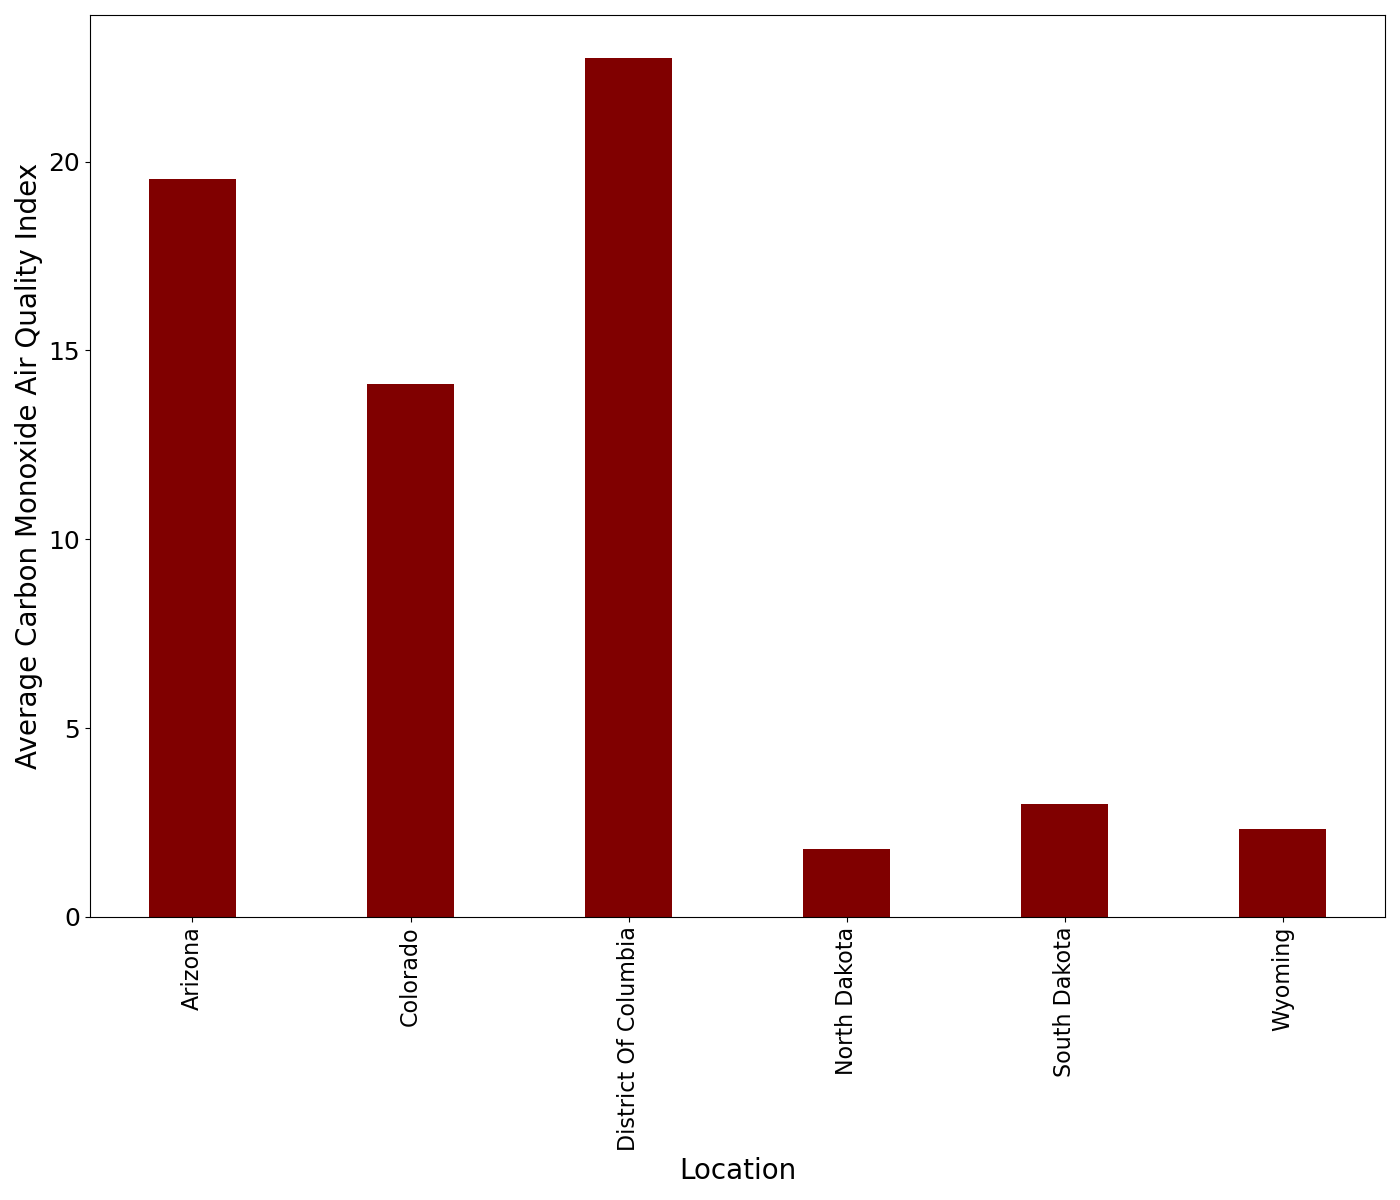 Average Carbon Monoxide Air Quality Index
20
15
10
5
0
Arizona
Colorado
District Of Columbia
North Dakota
South Dakota
Wyoming
Location